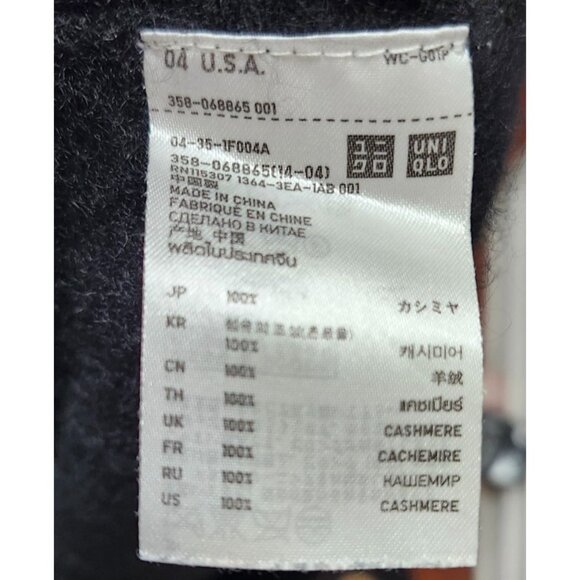 04 U.S.A. WC-G01P
358-068865 001
04-35-1F004A
358-068865(14-04)
RN115307 1364-3EA-1AB 001
中国製
MADE IN CHINA
FABRIQUÉ EN CHINE
СДЕЛАНО В КИТАЕ
产地 中国
ผลิตในประเทศจีน
UNI
QLO
JP 100% カシミヤ
KR
100% 캐시미어
CN 100% 羊绒
TH 100% แคชเมียร์
UK 100% CASHMERE
FR 100% CACHEMIRE
RU 100% КАШЕМИР
US 100% CASHMERE